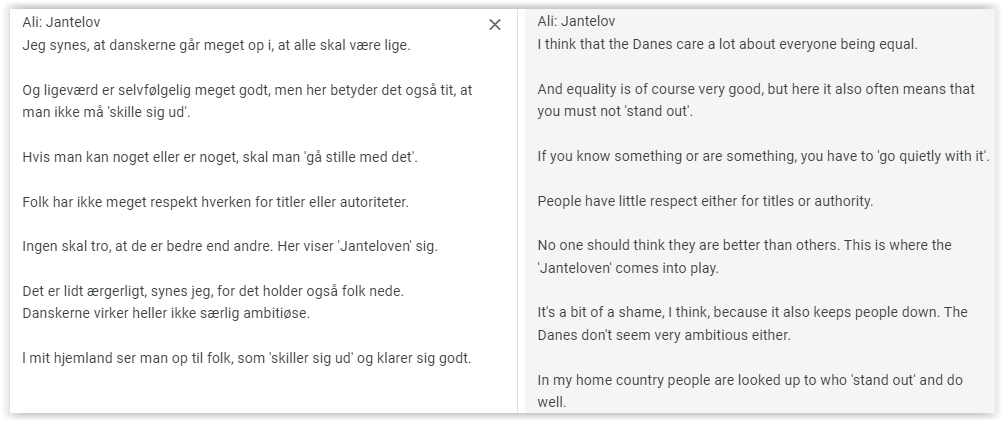 Ali: Jantelov
Jeg synes, at danskerne går meget op i, at alle skal være lige.
Og ligeværd er selvfølgelig meget godt, men her betyder det også tit, at
man ikke må 'skille sig ud'.
Hvis man kan noget eller er noget, skal man 'gå stille med det'.
Folk har ikke meget respekt hverken for titler eller autoriteter.
Ingen skal tro, at de er bedre end andre. Her viser 'Janteloven' sig.
Det er lidt ærgerligt, synes jeg, for det holder også folk nede.
Danskerne virker heller ikke særlig ambitiøse.
l mit hjemland ser man op til folk, som 'skiller sig ud' og klarer sig godt.
Ali: Jantelov
I think that the Danes care a lot about everyone being equal.
And equality is of course very good, but here it also often means that
you must not 'stand out'.
If you know something or are something, you have to 'go quietly with it'.
People have little respect either for titles or authority.
No one should think they are better than others. This is where the
'Janteloven' comes into play.
It's a bit of a shame, I think, because it also keeps people down. The
Danes don't seem very ambitious either.
In my home country people are looked up to who 'stand out' and do
well.